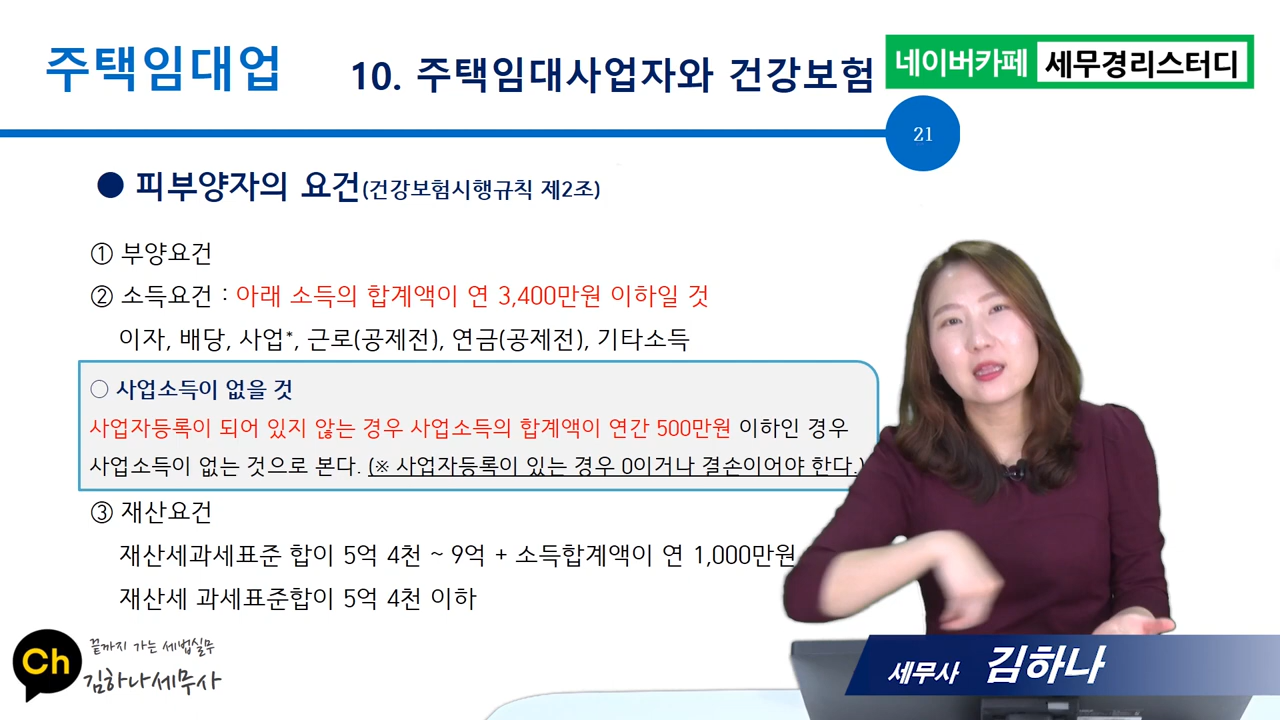 주택임대업
10. 주택임대사업자와 건강보험
네이버카페 세무경리스터디
21
● 피부양자의 요건(건강보험시행규칙 제2조)
① 부양요건
② 소득요건 : 아래 소득의 합계액이 연 3,400만원 이하일 것
이자, 배당, 사업*, 근로(공제전), 연금(공제전), 기타소득
○ 사업소득이 없을 것
사업자등록이 되어 있지 않는 경우 사업소득의 합계액이 연간 500만원 이하인 경우
사업소득이 없는 것으로 본다. (※ 사업자등록이 있는 경우 0이거나 결손이어야 한다.)
③ 재산요건
재산세과세표준 합이 5억 4천 ~ 9억 + 소득합계액이 연 1,000만원
재산세 과세표준합이 5억 4천 이하
Ch
끝까지 가는 세법실무
김하나세무사
세무사 김하나